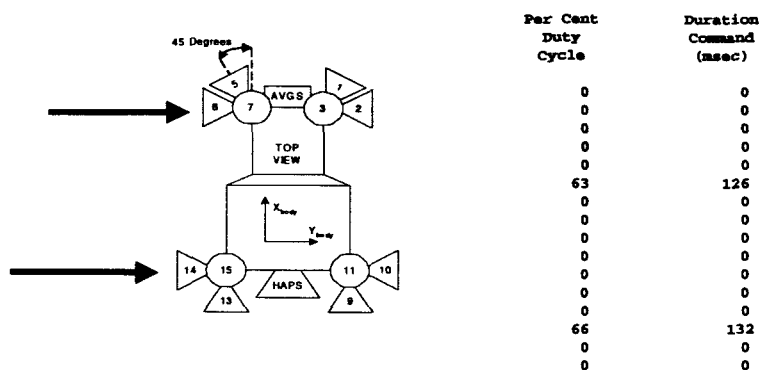 45 Degrees
5
1
AVGS
6
7
3
2
TOP
VIEW
X body
Y body
14
15
11
10
HAPS
13
9
Per Cent Duration
Duty Command
Cycle (msec)
0 0
0 0
0 0
0 0
0 0
63 126
0 0
0 0
0 0
0 0
0 0
0 0
0 0
66 132
0 0
0 0